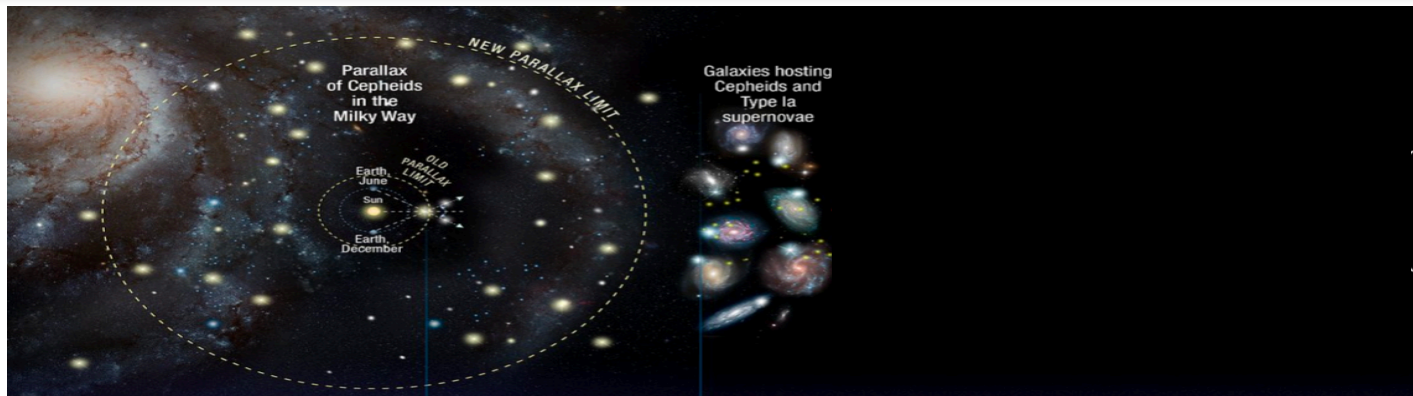 Parallax
of Cepheids
in the
Milky Way
NEW PARALLAX LIMIT
OLD
PARALLAX
LIMIT
Earth,
June
Sun
Earth,
December
Galaxies hosting
Cepheids and
Type Ia
supernovae